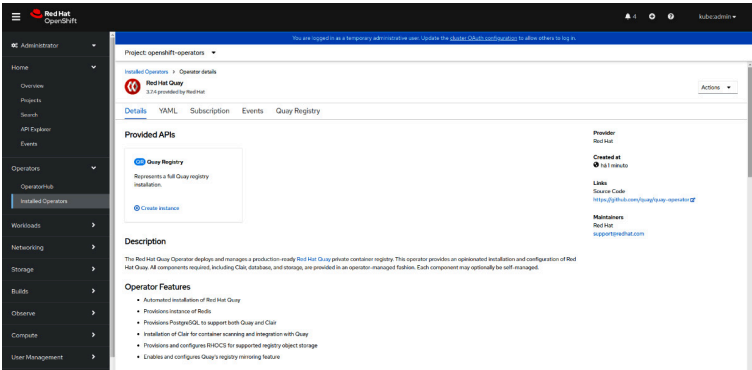 Red Hat
OpenShift
4
kube:admin
You are logged in as a temporary administrative user. Update the cluster OAuth configuration to allow others to log in.
Administrator
Home
Overview
Projects
Search
API Explorer
Events
Operators
OperatorHub
Installed Operators
Workloads
Networking
Storage
Builds
Observe
Compute
User Management
Project: openshift-operators
Installed Operators > Operator details
Red Hat Quay
3.7.4 provided by Red Hat
Actions
Details YAML Subscription Events Quay Registry
Provided APIs
QR Quay Registry
Represents a full Quay registry
installation.
Create instance
Description
The Red Hat Quay Operator deploys and manages a production-ready Red Hat Quay private container registry. This operator provides an opinionated installation and configuration of Red
Hat Quay. All components required, including Clair, database, and storage, are provided in an operator-managed fashion. Each component may optionally be self-managed.
Operator Features
• Automated installation of Red Hat Quay
• Provisions instance of Redis
• Provisions PostgreSQL to support both Quay and Clair
• Installation of Clair for container scanning and integration with Quay
• Provisions and configures RHOCS for supported registry object storage
• Enables and configures Quay's registry mirroring feature
Provider
Red Hat
Created at
há 1 minuto
Links
Source Code
https://github.com/quay/quay-operator
Maintainers
Red Hat
support@redhat.com